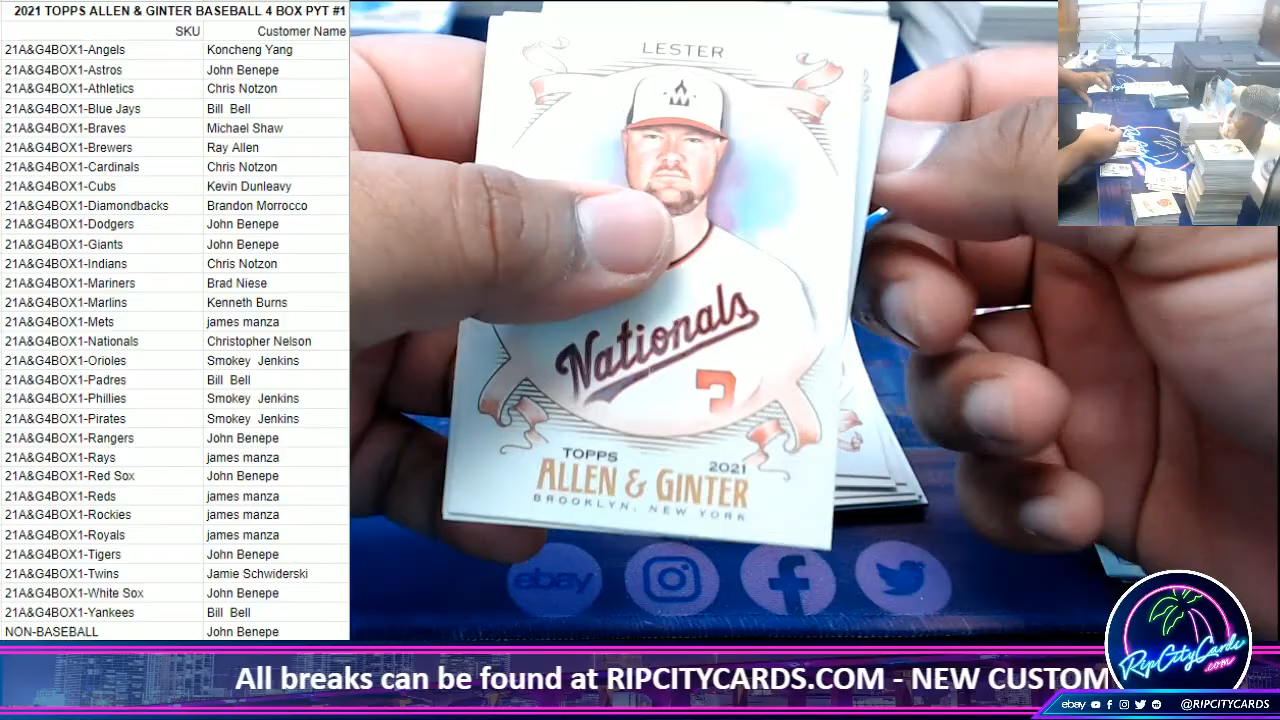 2021 TOPPS ALLEN & GINTER BASEBALL 4 BOX PYT #1
SKU Customer Name
21A&G4BOX1-Angels Koncheng Yang
21A&G4BOX1-Astros John Benepe
21A&G4BOX1-Athletics Chris Notzon
21A&G4BOX1-Blue Jays Bill Bell
21A&G4BOX1-Braves Michael Shaw
21A&G4BOX1-Brewers Ray Allen
21A&G4BOX1-Cardinals Chris Notzon
21A&G4BOX1-Cubs Kevin Dunleavy
21A&G4BOX1-Diamondbacks Brandon Morrocco
21A&G4BOX1-Dodgers John Benepe
21A&G4BOX1-Giants John Benepe
21A&G4BOX1-Indians Chris Notzon
21A&G4BOX1-Mariners Brad Niese
21A&G4BOX1-Marlins Kenneth Burns
21A&G4BOX1-Mets james manza
21A&G4BOX1-Nationals Christopher Nelson
21A&G4BOX1-Orioles Smokey Jenkins
21A&G4BOX1-Padres Bill Bell
21A&G4BOX1-Phillies Smokey Jenkins
21A&G4BOX1-Pirates Smokey Jenkins
21A&G4BOX1-Rangers John Benepe
21A&G4BOX1-Rays james manza
21A&G4BOX1-Red Sox John Benepe
21A&G4BOX1-Reds james manza
21A&G4BOX1-Rockies james manza
21A&G4BOX1-Royals james manza
21A&G4BOX1-Tigers John Benepe
21A&G4BOX1-Twins Jamie Schwiderski
21A&G4BOX1-White Sox John Benepe
21A&G4BOX1-Yankees Bill Bell
NON-BASEBALL John Benepe
LESTER
W
Nationals
3
TOPPS 2021
ALLEN & GINTER
BROOKLYN, NEW YORK
ebay
All breaks can be found at RIPCITYCARDS.COM - NEW CUSTOM
RipCityCards
.com
ebay @RIPCITYCARDS